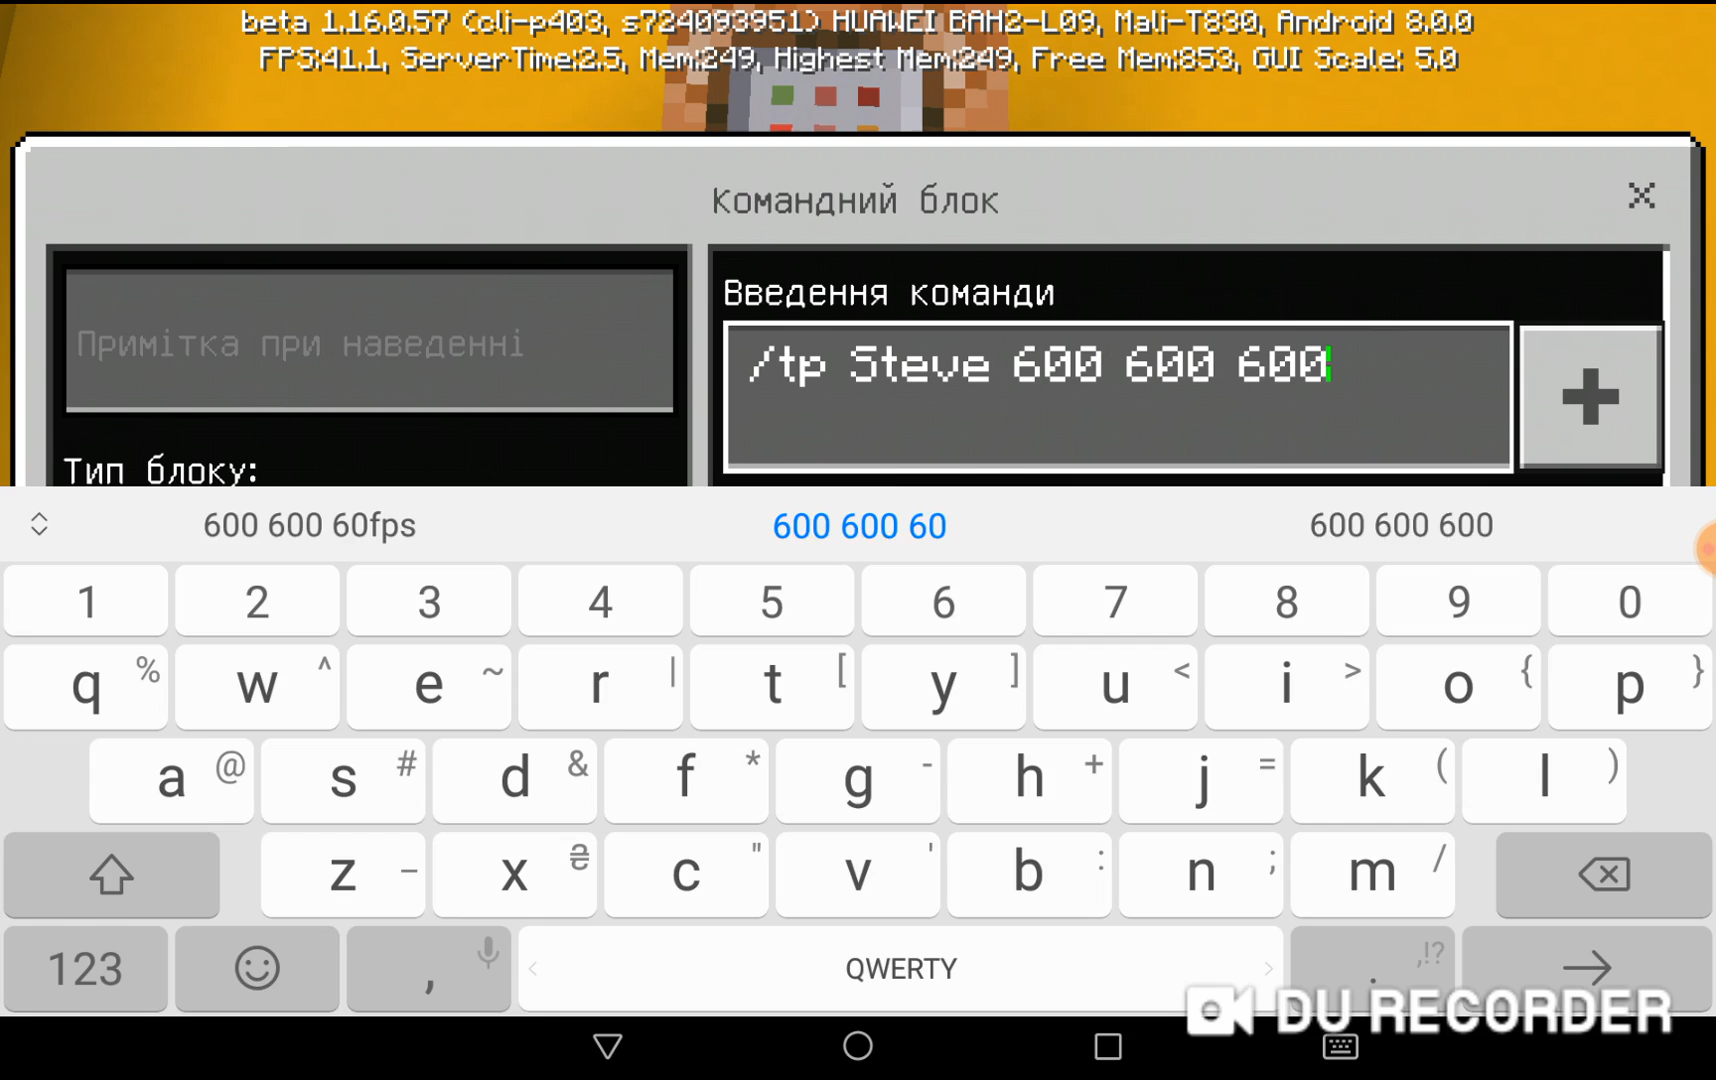 beta 1.16.0.57 (cli-p403, s724093951) HUAWEI BAH2-L09, Mali-T830, Android 8.0.0
FPS:41.1, ServerTime:2.5, Mem:249, Highest Mem:249, Free Mem:853, GUI Scale: 5.0
Командний блок
Примітка при наведенні
Тип блоку:
Введення команди
/tp Steve 600 600 600
600 600 60fps 600 600 60 600 600 600
1 2 3 4 5 6 7 8 9 0
q % w ^ e ~ r | t [ y ] u < i > o { p }
a @ s # d & f * g - h + j = k ( l )
z _ x ₴ c " v ' b : n ; m /
123 , QWERTY . ,!?
DU RECORDER